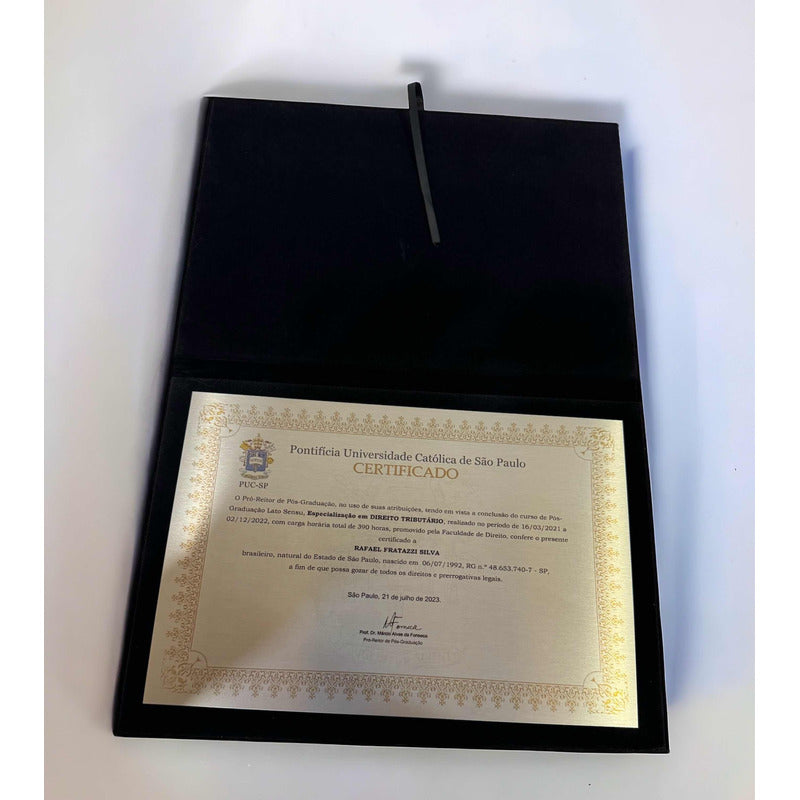 Pontifícia Universidade Católica de São Paulo
CERTIFICADO
PUC-SP
O Pró-Reitor de Pós-Graduação, no uso de suas atribuições, tendo em vista a conclusão do curso de Pós-
Graduação Lato Sensu, Especialização em DIREITO TRIBUTÁRIO, realizado no período de 16/03/2021 a
02/12/2022, com carga horária total de 390 horas, promovido pela Faculdade de Direito, confere o presente
certificado a
RAFAEL FRATAZZI SILVA
brasileiro, natural do Estado de São Paulo, nascido em 06/07/1992, RG n.º 48.653.740-7 - SP,
a fim de que possa gozar de todos os direitos e prerrogativas legais.
São Paulo, 21 de julho de 2023.
Prof. Dr. Márcio Alves da Fonseca
Pró-Reitor de Pós-Graduação